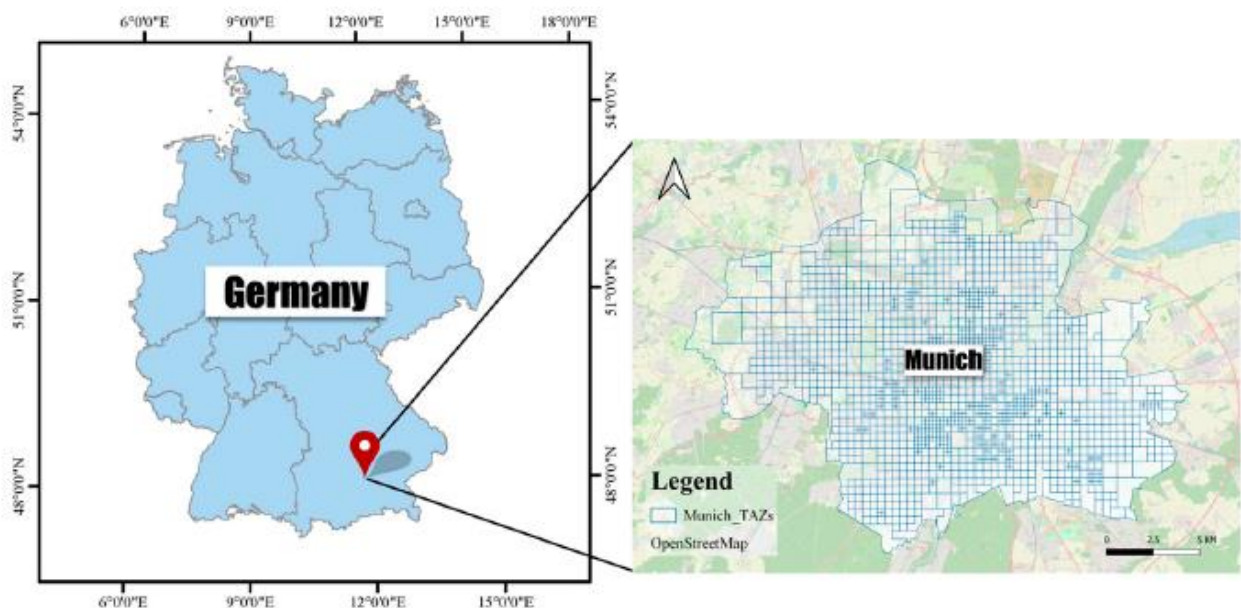 6°0'0"E 9°0'0"E 12°0'0"E 15°0'0"E 18°0'0"E
54°0'0"N
54°0'0"N
51°0'0"N
51°0'0"N
48°0'0"N
48°0'0"N
Germany
6°0'0"E 9°0'0"E 12°0'0"E 15°0'0"E
Munich
Legend
Munich_TAZs
OpenStreetMap
0 2.5 5 KM